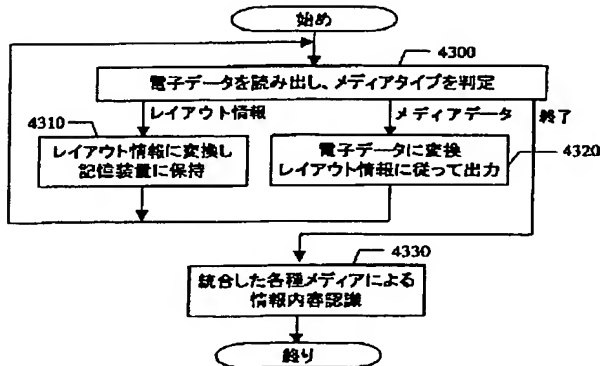 始め
4300
電子データを読み出し、メディアタイプを判定
レイアウト情報
メディアデータ
終了
4310
レイアウト情報に変換し
記憶装置に保持
電子データに変換
レイアウト情報に従って出力
4320
4330
統合した各種メディアによる
情報内容認識
終り